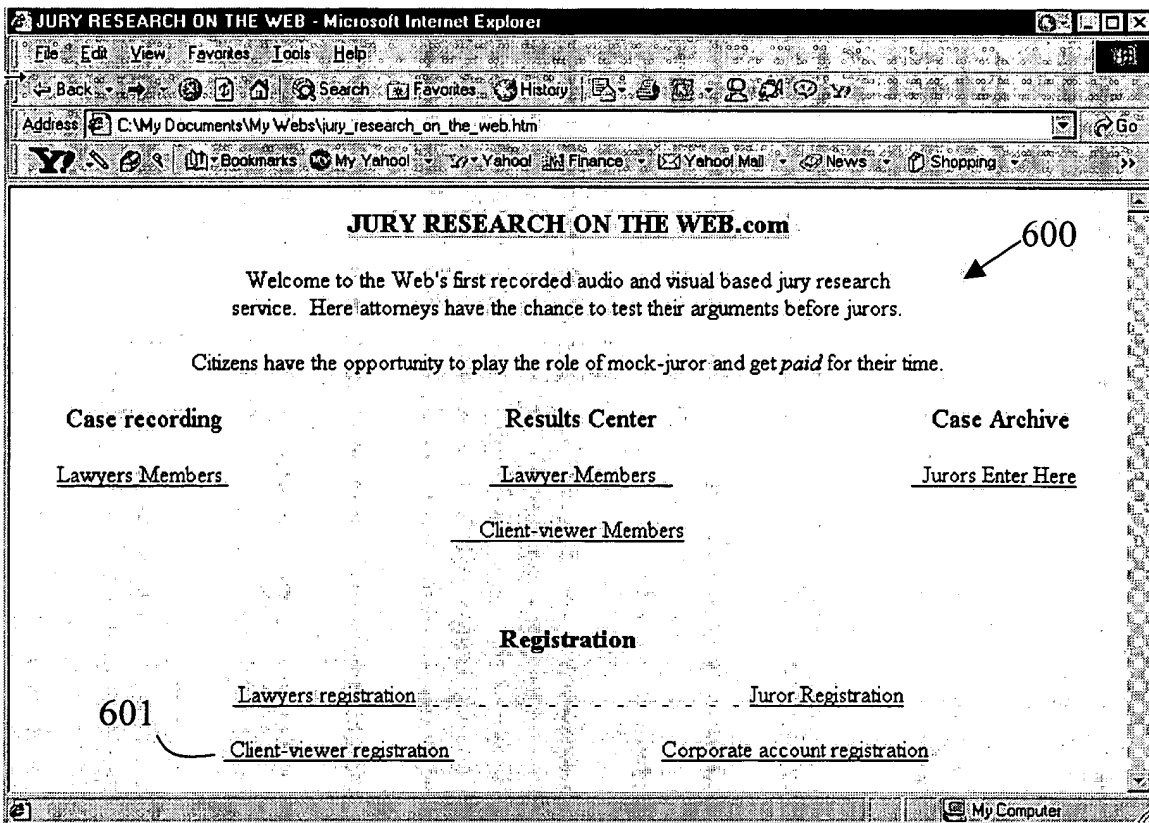 JURY RESEARCH ON THE WEB - Microsoft Internet Explorer
File Edit View Favorites Tools Help
Back Search Favorites History
Address C:\My Documents\My Webs\jury_research_on_the_web.htm Go
Y! Bookmarks My Yahoo! Yahoo! Finance Yahoo! Mail News Shopping >>
JURY RESEARCH ON THE WEB.com
600
Welcome to the Web's first recorded audio and visual based jury research
service. Here attorneys have the chance to test their arguments before jurors.
Citizens have the opportunity to play the role of mock-juror and get paid for their time.
Case recording Results Center Case Archive
Lawyers Members Lawyer Members Jurors Enter Here
Client-viewer Members
Registration
Lawyers registration Juror Registration
601
Client-viewer registration Corporate account registration
My Computer